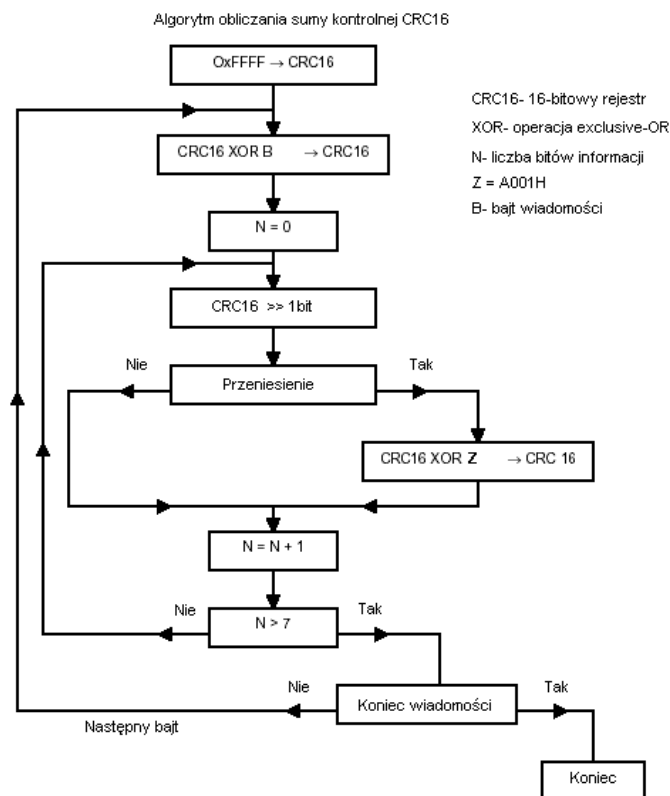 Algorytm obliczania sumy kontrolnej CRC16
OxFFFF → CRC16
CRC16 XOR B → CRC16
N = 0
CRC16 >> 1bit
Przeniesienie
Nie
Tak
CRC16 XOR Z → CRC 16
N = N + 1
N > 7
Nie
Tak
Koniec wiadomości
Nie
Tak
Następny bajt
Koniec
CRC16- 16-bitowy rejestr
XOR- operacja exclusive-OR
N- liczba bitów informacji
Z = A001H
B- bajt wiadomości